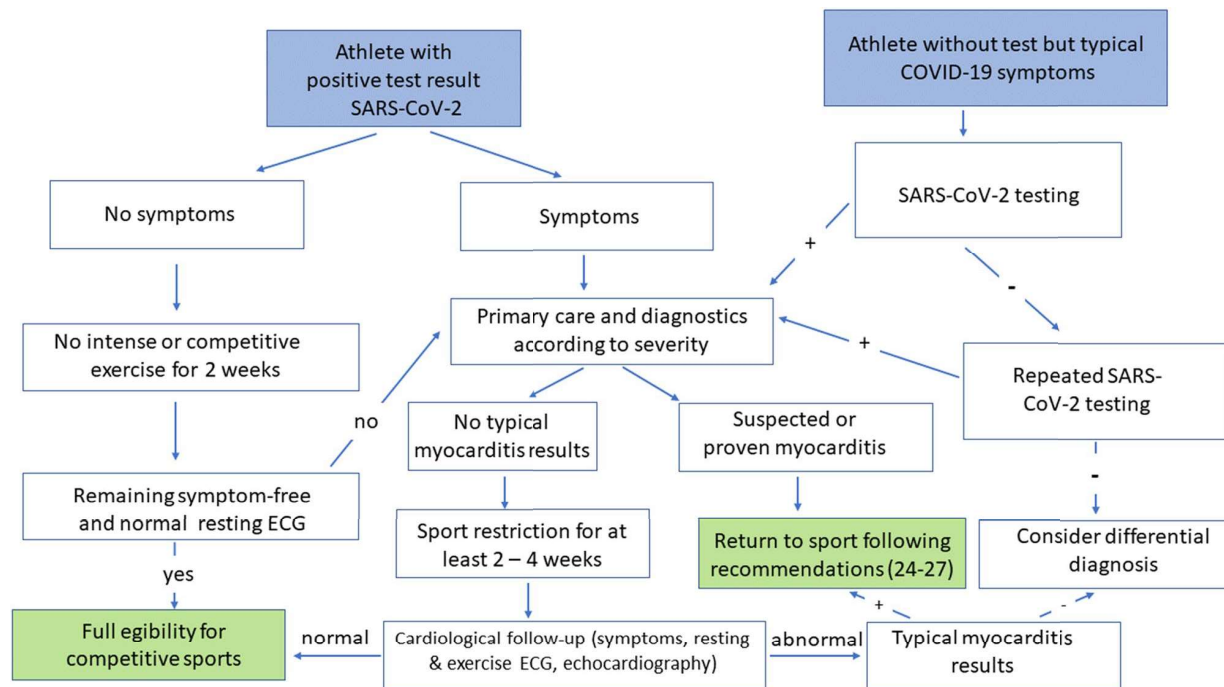 Athlete with
positive test result
SARS-CoV-2
Athlete without test but typical
COVID-19 symptoms
No symptoms
Symptoms
SARS-CoV-2 testing
+
-
No intense or competitive
exercise for 2 weeks
Primary care and diagnostics
according to severity
+
Repeated SARS-
CoV-2 testing
no
No typical
myocarditis results
Suspected or
proven myocarditis
-
Remaining symptom-free
and normal resting ECG
Sport restriction for at
least 2 – 4 weeks
Return to sport following
recommendations (24-27)
Consider differential
diagnosis
yes
+
-
Full egibility for
competitive sports
normal
Cardiological follow-up (symptoms, resting
& exercise ECG, echocardiography)
abnormal
Typical myocarditis
results